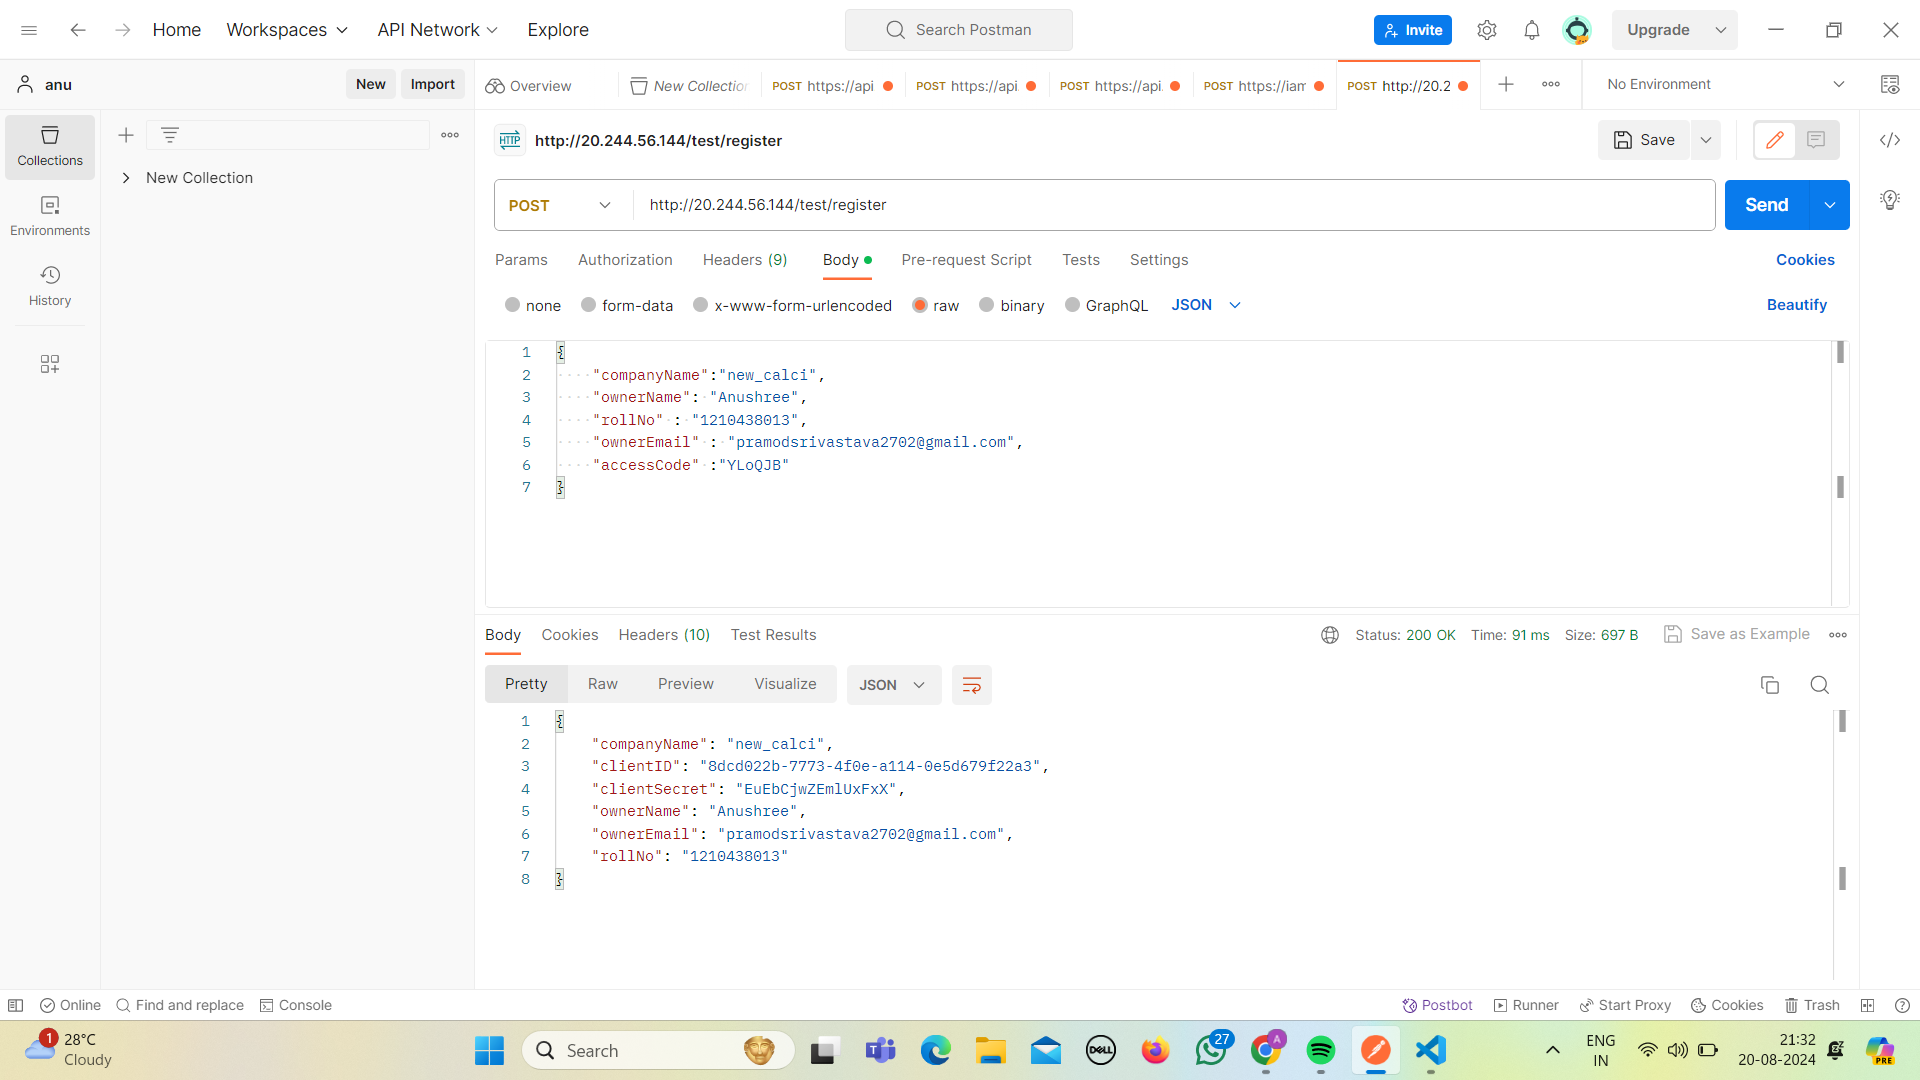 Home Workspaces API Network Explore Search Postman Invite Upgrade
anu New Import Overview New Collection POST https://api POST https://api. POST https://api. POST https://iam POST http://20.2 No Environment
Collections
Environments
History
New Collection
HTTP http://20.244.56.144/test/register Save
POST http://20.244.56.144/test/register Send
Params Authorization Headers (9) Body Pre-request Script Tests Settings Cookies
none form-data x-www-form-urlencoded raw binary GraphQL JSON Beautify
1 {
2 "companyName":"new_calci",
3 "ownerName": "Anushree",
4 "rollNo" : "1210438013",
5 "ownerEmail" : "pramodsrivastava2702@gmail.com",
6 "accessCode" :"YLoQJB"
7 }
Body Cookies Headers (10) Test Results Status: 200 OK Time: 91 ms Size: 697 B Save as Example
Pretty Raw Preview Visualize JSON
1 {
2 "companyName": "new_calci",
3 "clientID": "8dcd022b-7773-4f0e-a114-0e5d679f22a3",
4 "clientSecret": "EuEbCjwZEmlUxFxX",
5 "ownerName": "Anushree",
6 "ownerEmail": "pramodsrivastava2702@gmail.com",
7 "rollNo": "1210438013"
8 }
Online Find and replace Console Postbot Runner Start Proxy Cookies Trash
1 28°C
Cloudy
Search
DELL
27
A
ENG
IN
21:32
20-08-2024
PRE